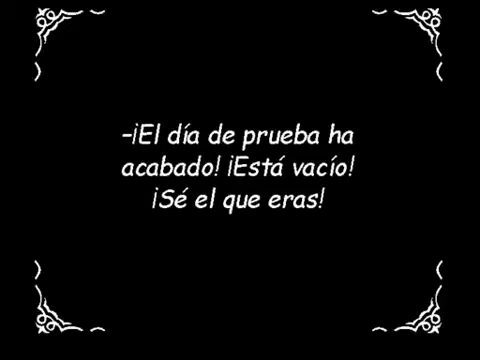 -¡El día de prueba ha
acabado! ¡Está vacío!
¡Sé el que eras!